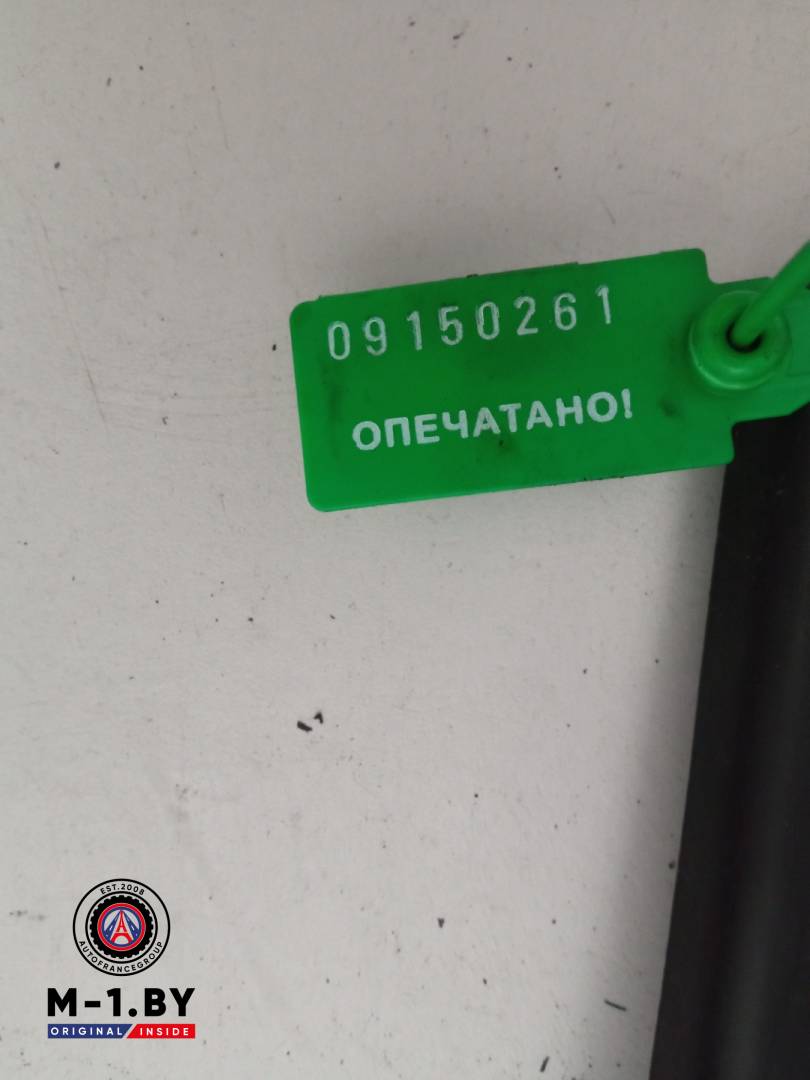 09150261
ОПЕЧАТАНО!
EST.2008
AUTOFRANCEGROUP
M-1.BY
ORIGINAL INSIDE